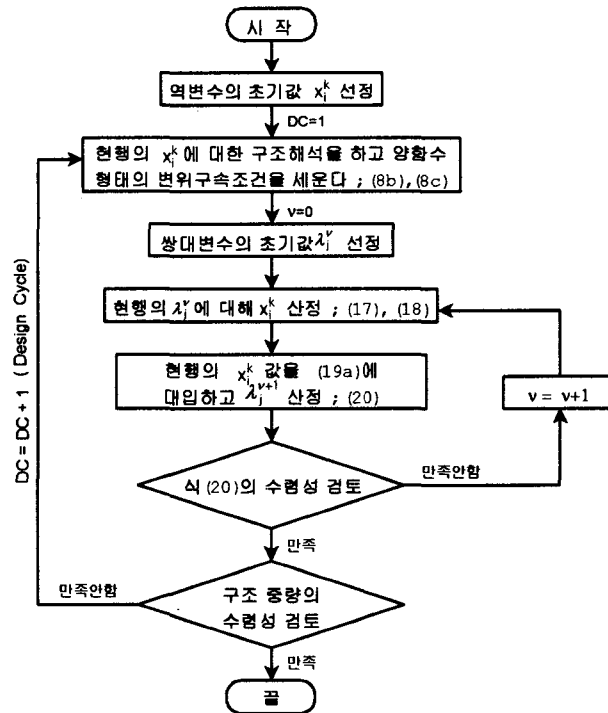 시 작
역변수의 초기값 x_i^k 선정
DC=1
현행의 x_i^k 에 대한 구조해석을 하고 양함수
형태의 변위구속조건을 세운다 ; (8b), (8c)
ν=0
쌍대변수의 초기값 λ_j^ν 선정
현행의 λ_j^ν 에 대해 x_i^k 산정 ; (17), (18)
현행의 x_i^k 값을 (19a)에
대입하고 λ_j^{ν+1} 산정 ; (20)
ν = ν+1
식 (20)의 수렴성 검토
만족안함
만족
구조 중량의
수렴성 검토
만족안함
만족
끝
DC = DC + 1 ( Design Cycle)